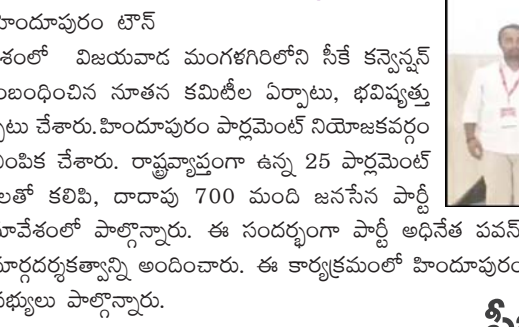 హిందూపురం టౌన్
శంలో విజయవాడ మంగళగిరిలోని సీకే కన్వెన్షన్
ంబంధించిన నూతన కమిటీల ఏర్పాటు, భవిష్యత్తు
టు చేశారు.హిందూపురం పార్లమెంట్ నియోజకవర్గం
ంపిక చేశారు. రాష్ట్రవ్యాప్తంగా ఉన్న 25 పార్లమెంట్
లతో కలిపి, దాదాపు 700 మంది జనసేన పార్టీ
మావేశంలో పాల్గొన్నారు. ఈ సందర్భంగా పార్టీ అధినేత పవన్
మార్గదర్శకత్వాన్ని అందించారు. ఈ కార్యక్రమంలో హిందూపురం
సభ్యులు పాల్గొన్నారు.